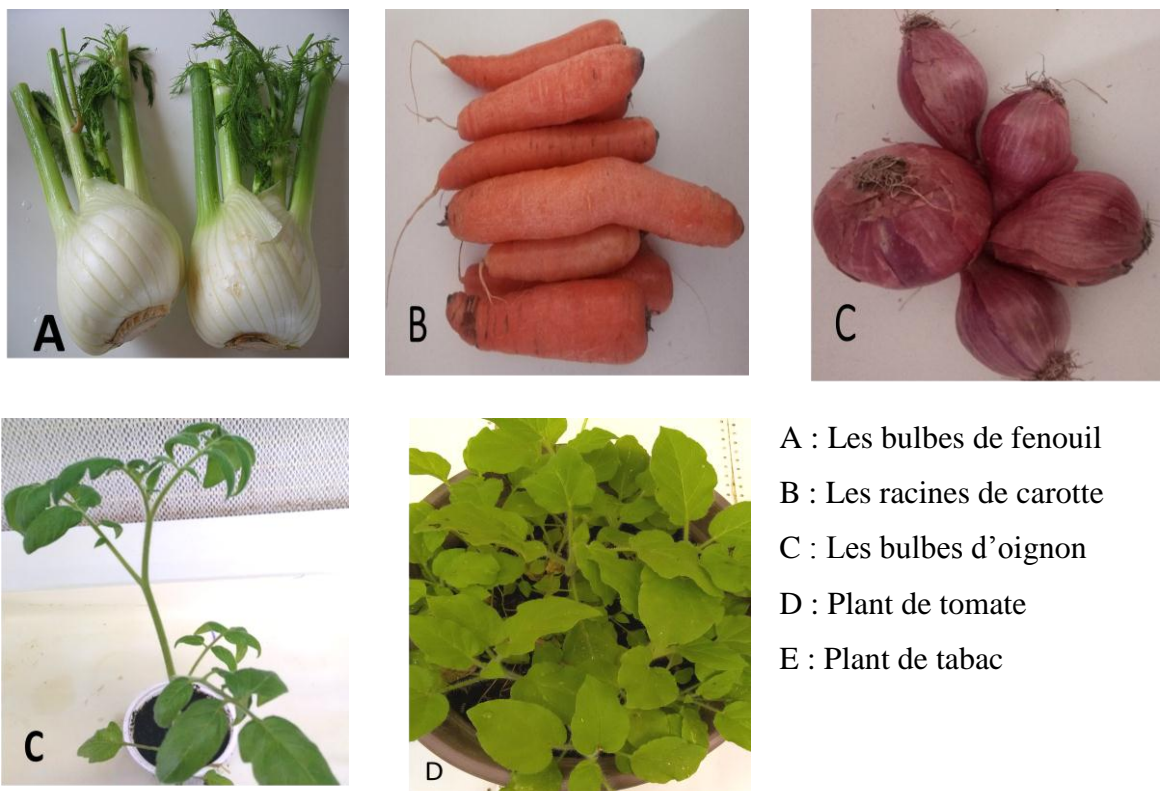 A
B
C
C
D
A : Les bulbes de fenouil
B : Les racines de carotte
C : Les bulbes d’oignon
D : Plant de tomate
E : Plant de tabac